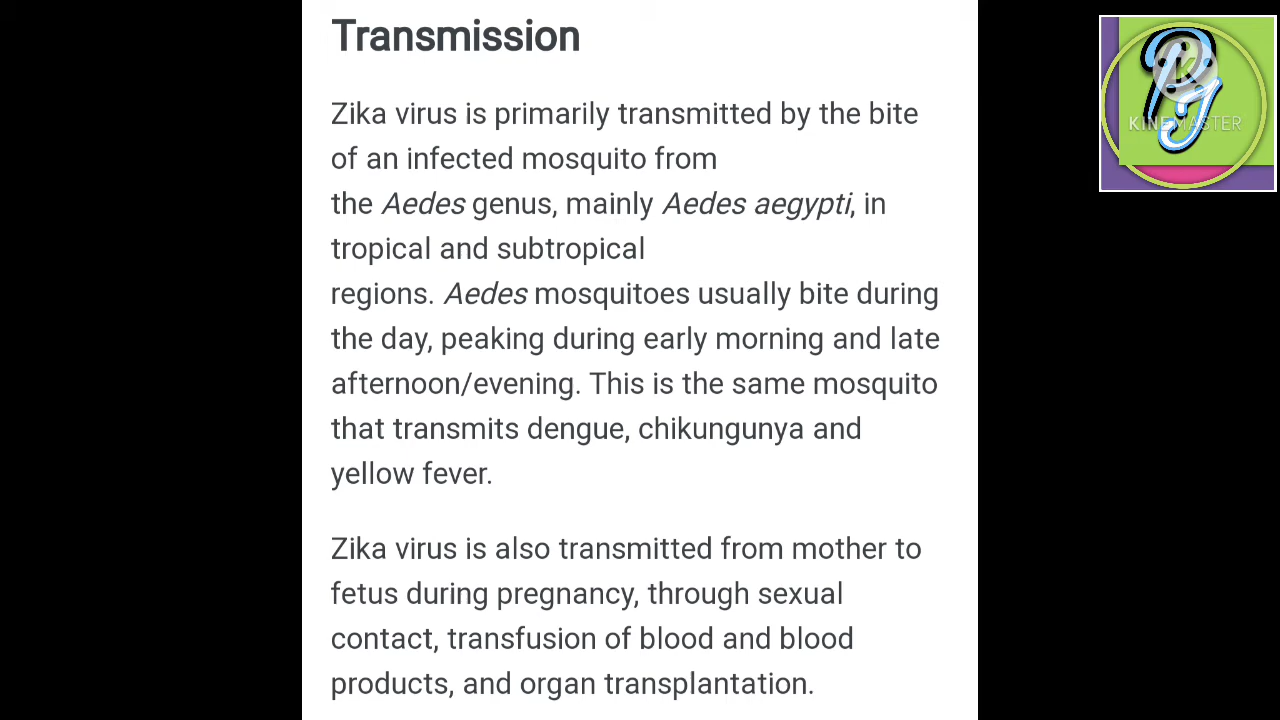 Transmission
Zika virus is primarily transmitted by the bite
of an infected mosquito from
the Aedes genus, mainly Aedes aegypti, in
tropical and subtropical
regions. Aedes mosquitoes usually bite during
the day, peaking during early morning and late
afternoon/evening. This is the same mosquito
that transmits dengue, chikungunya and
yellow fever.
Zika virus is also transmitted from mother to
fetus during pregnancy, through sexual
contact, transfusion of blood and blood
products, and organ transplantation.
KINEMASTER